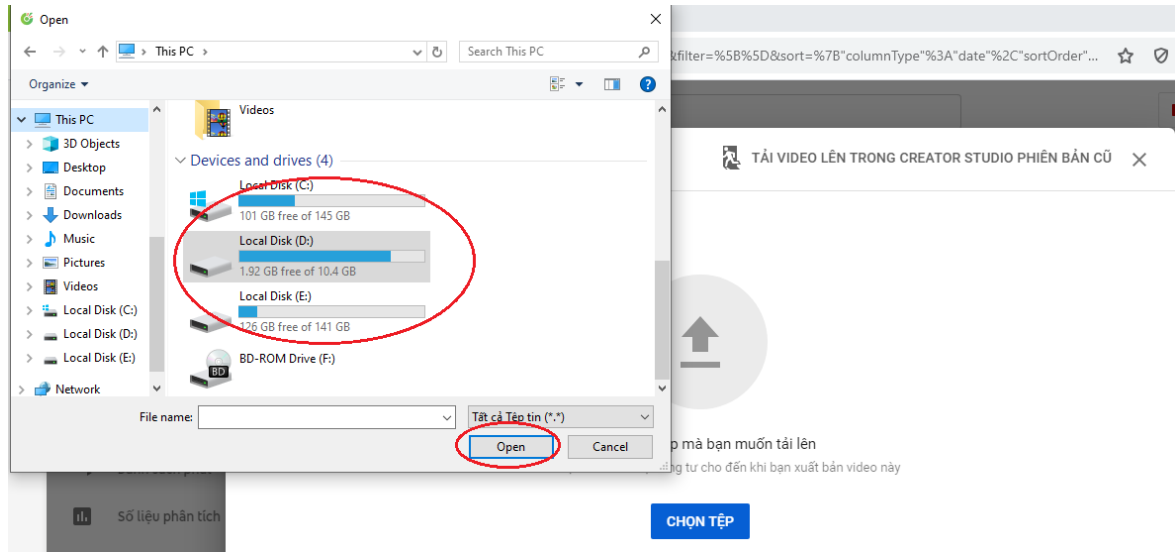 Open
This PC
Search This PC
&filter=%5B%5D&sort=%7B"columnType"%3A"date"%2C"sortOrder"...
Organize
This PC
3D Objects
Desktop
Documents
Downloads
Music
Pictures
Videos
Local Disk (C:)
Local Disk (D:)
Local Disk (E:)
Network
Videos
Devices and drives (4)
Local Disk (C:)
101 GB free of 145 GB
Local Disk (D:)
1.92 GB free of 10.4 GB
Local Disk (E:)
126 GB free of 141 GB
BD
BD-ROM Drive (F:)
File name:
Tất cả Tệp tin (*.*)
Open
Cancel
TẢI VIDEO LÊN TRONG CREATOR STUDIO PHIÊN BẢN CŨ
mà bạn muốn tải lên
cho đến khi bạn xuất bản video này
CHỌN TỆP
Số liệu phân tích